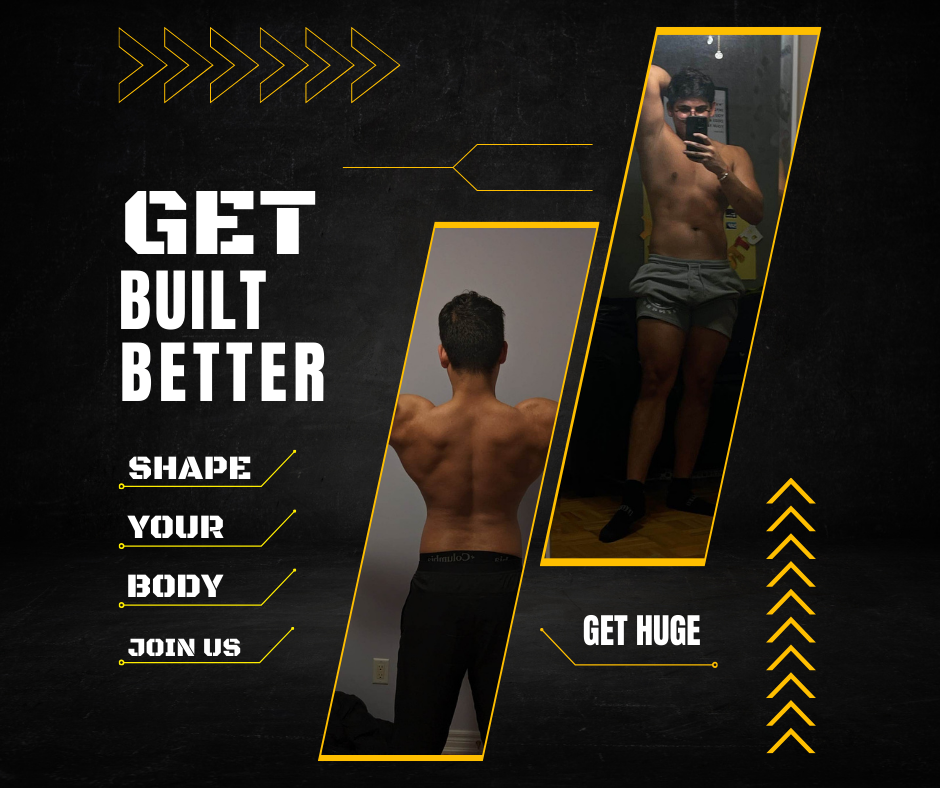 GET
BUILT
BETTER
SHAPE
YOUR
BODY
JOIN US
GET HUGE
Columbia